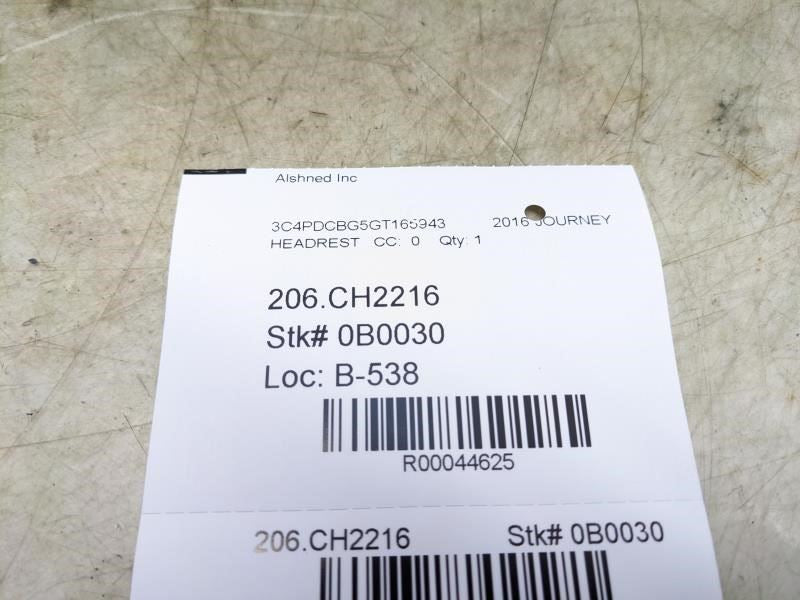 Alshned Inc
3C4PDCBG5GT165943 2016 JOURNEY
HEADREST CC: 0 Qty: 1
206.CH2216
Stk# 0B0030
Loc: B-538
R00044625
206.CH2216 Stk# 0B0030